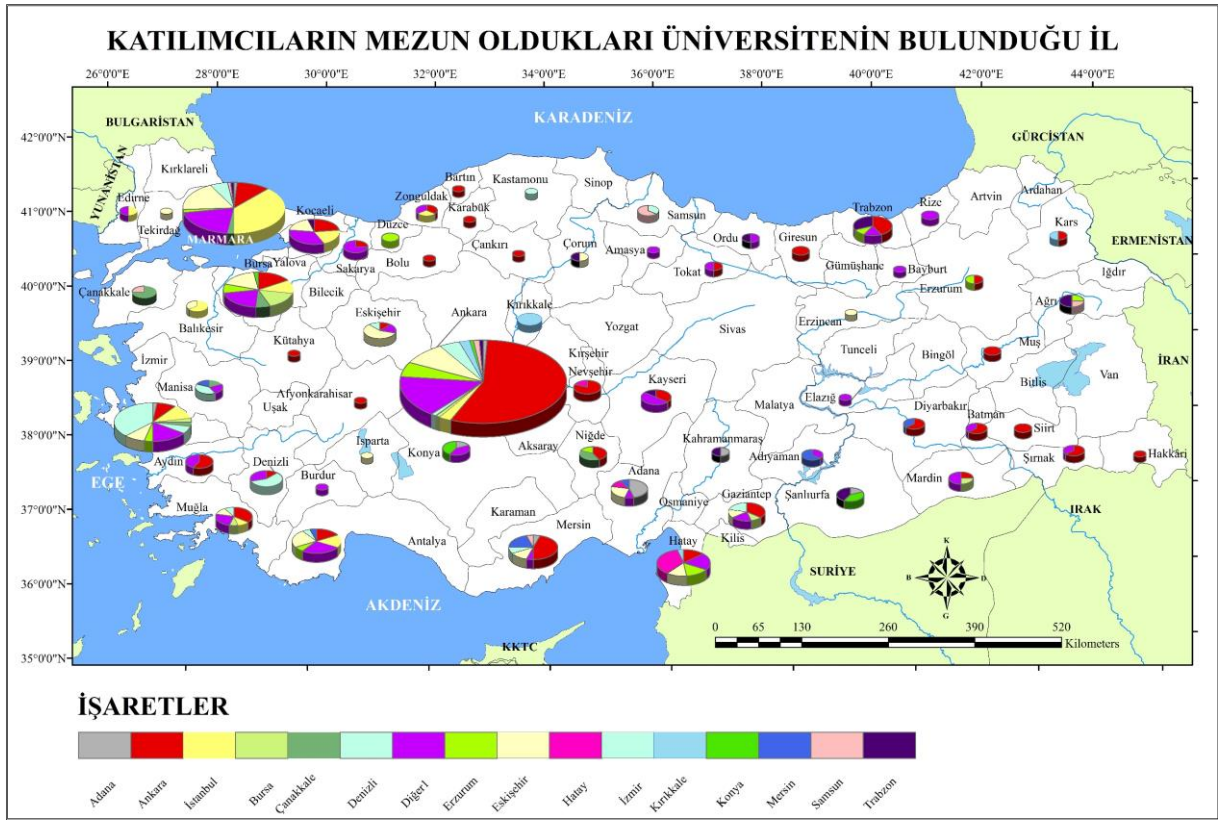 KATILIMCILARIN MEZUN OLDUKLARI ÜNİVERSİTENİN BULUNDUĞU İL
26°0'0"E 28°0'0"E 30°0'0"E 32°0'0"E 34°0'0"E 36°0'0"E 38°0'0"E 40°0'0"E 42°0'0"E 44°0'0"E
42°0'0"N
41°0'0"N
40°0'0"N
39°0'0"N
38°0'0"N
37°0'0"N
36°0'0"N
35°0'0"N
BULGARİSTAN
KARADENİZ
GÜRCİSTAN
YUNANİSTAN
ERMENİSTAN
İRAN
IRAK
SURİYE
KKTC
AKDENİZ
EGE
MARMARA
Kırklareli
Edirne
Tekirdağ
Kocaeli
Yalova
Sakarya
Düzce
Bolu
Zonguldak
Bartın
Karabük
Kastamonu
Sinop
Samsun
Çankırı
Çorum
Amasya
Tokat
Ordu
Giresun
Trabzon
Rize
Artvin
Ardahan
Kars
Gümüşhane
Bayburt
Erzurum
Iğdır
Ağrı
Çanakkale
Balıkesir
Bursa
Bilecik
Eskişehir
Kütahya
Ankara
Kırıkkale
Yozgat
Sivas
Erzincan
Tunceli
Bingöl
Muş
Bitlis
Van
İzmir
Manisa
Uşak
Afyonkarahisar
Kırşehir
Nevşehir
Kayseri
Malatya
Elazığ
Diyarbakır
Batman
Siirt
Şırnak
Hakkâri
Aydın
Denizli
Burdur
Isparta
Konya
Aksaray
Niğde
Adana
Kahramanmaraş
Adıyaman
Şanlıurfa
Mardin
Muğla
Antalya
Karaman
Mersin
Osmaniye
Gaziantep
Kilis
Hatay
K
B
D
G
0 65 130 260 390 520
Kilometers
İŞARETLER
Adana
Ankara
İstanbul
Bursa
Çanakkale
Denizli
Diğer1
Erzurum
Eskişehir
Hatay
İzmir
Kırıkkale
Konya
Mersin
Samsun
Trabzon